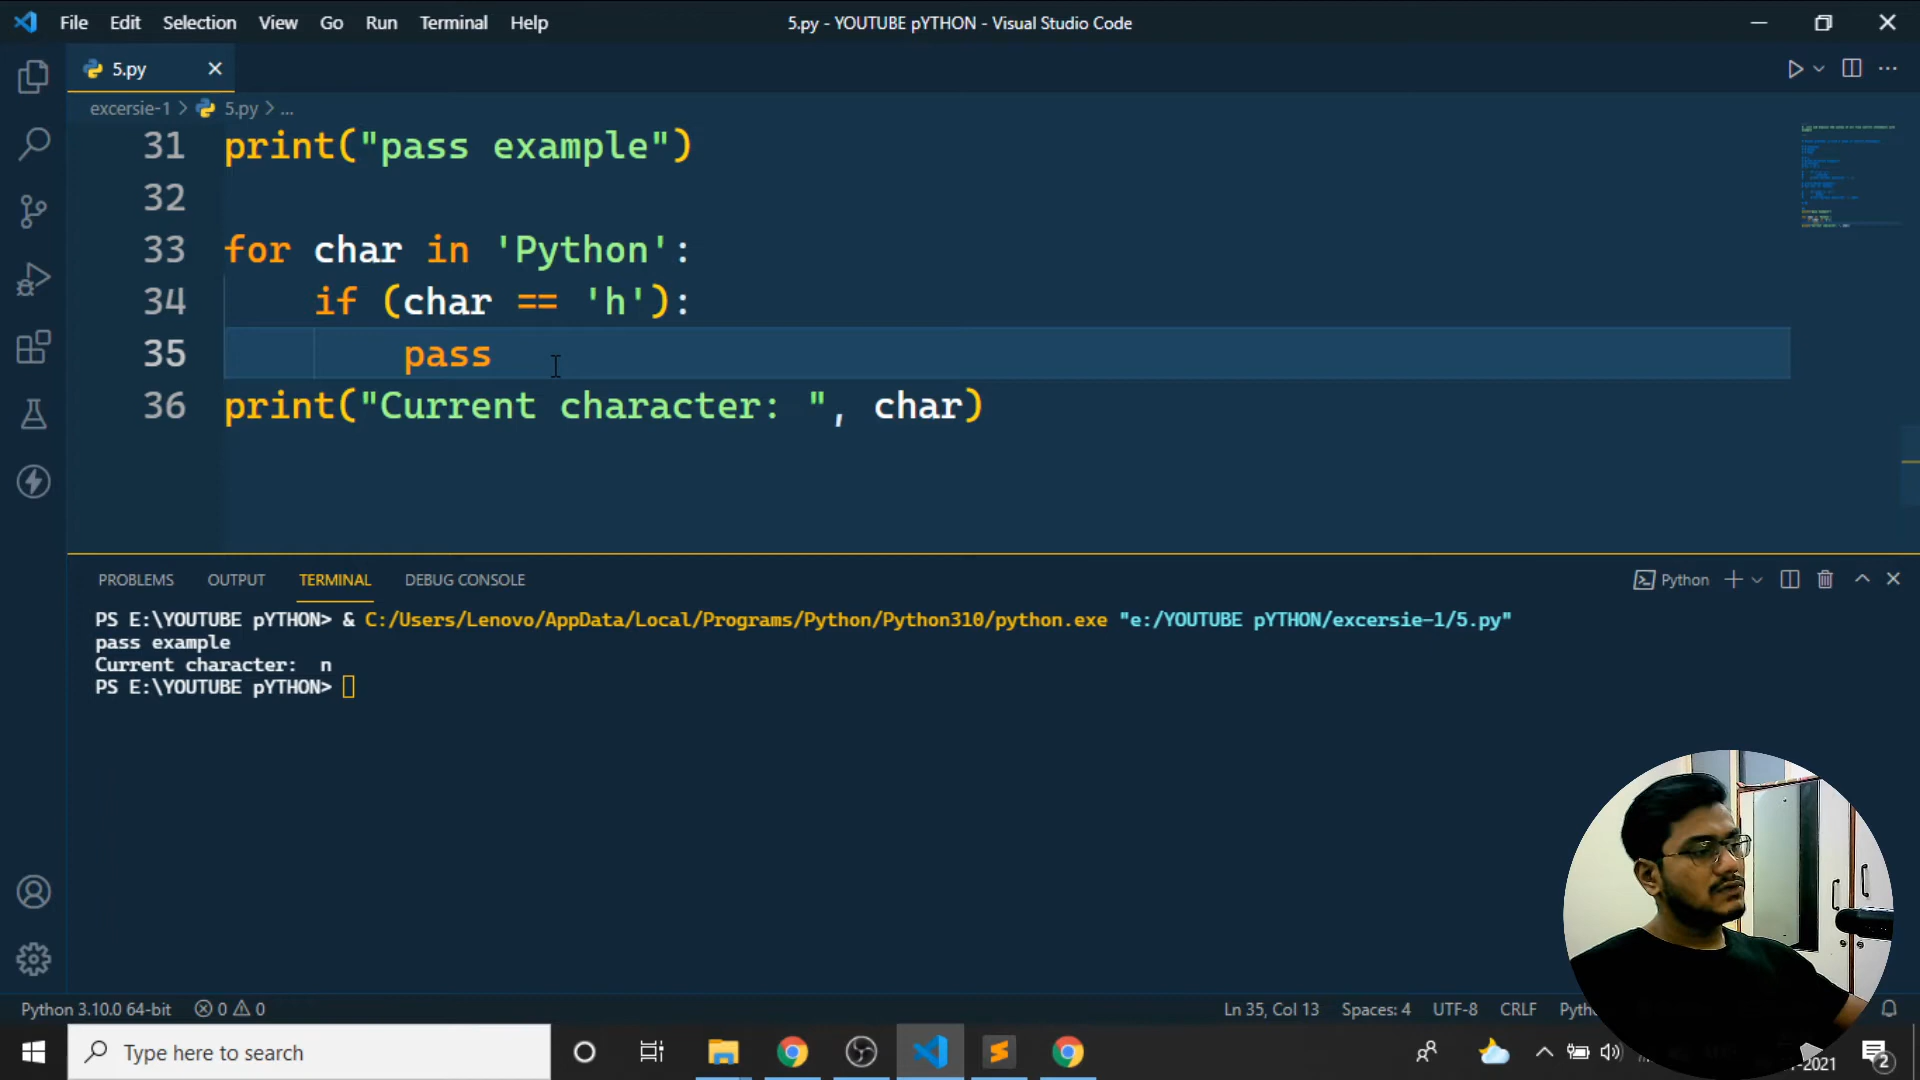 File Edit Selection View Go Run Terminal Help
5.py - YOUTUBE pYTHON - Visual Studio Code
5.py
excersie-1 > 5.py > ...
31 print("pass example")
32
33 for char in 'Python':
34 if (char == 'h'):
35 pass
36 print("Current character: ", char)
PROBLEMS OUTPUT TERMINAL DEBUG CONSOLE
Python
PS E:\YOUTUBE pYTHON> & C:/Users/Lenovo/AppData/Local/Programs/Python/Python310/python.exe "e:/YOUTUBE pYTHON/excersie-1/5.py"
pass example
Current character:  n
PS E:\YOUTUBE pYTHON>
Python 3.10.0 64-bit 0 0
Ln 35, Col 13 Spaces: 4 UTF-8 CRLF
Type here to search
2